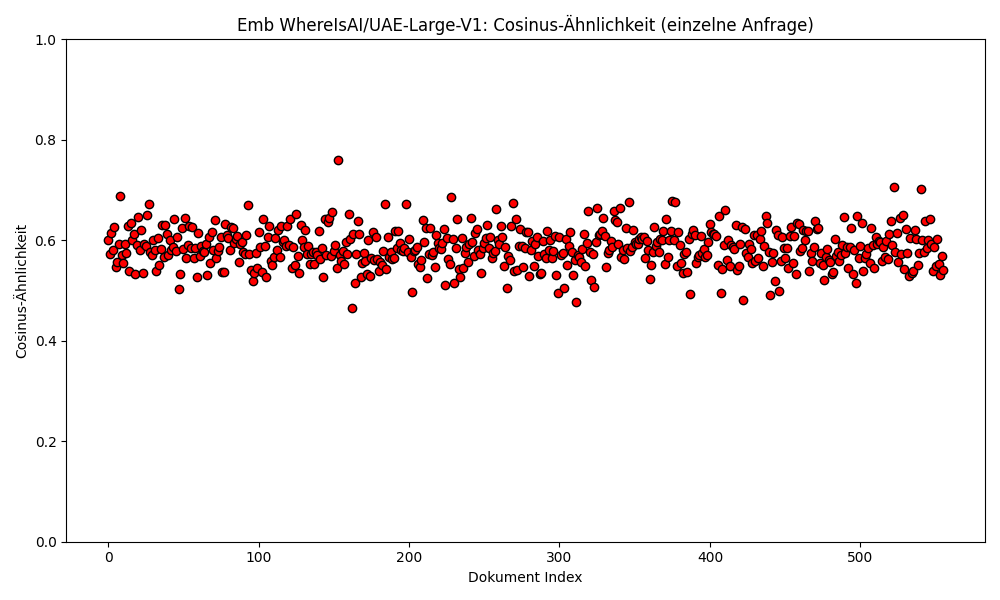 Emb WhereIsAI/UAE-Large-V1: Cosinus-Ähnlichkeit (einzelne Anfrage)
1.0
0.8
0.6
0.4
0.2
0.0
Cosinus-Ähnlichkeit
0 100 200 300 400 500
Dokument Index